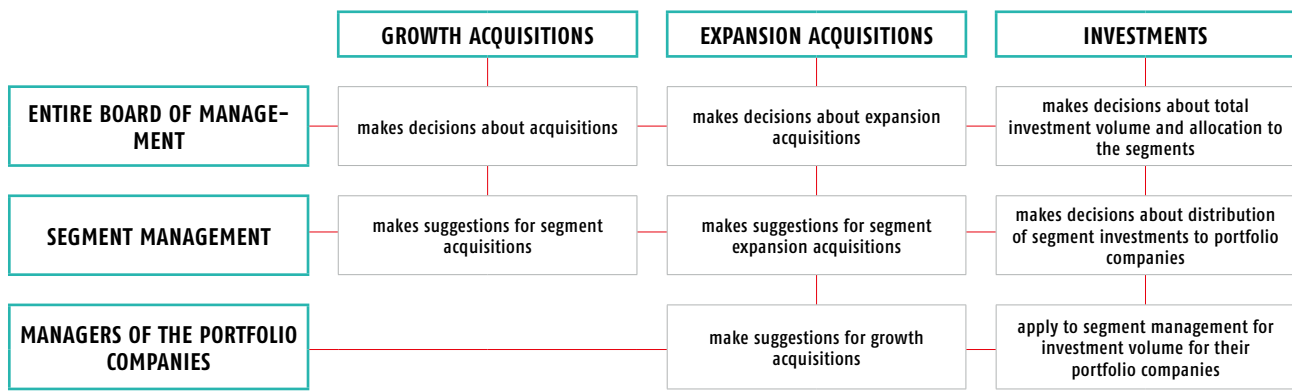 GROWTH ACQUISITIONS
EXPANSION ACQUISITIONS
INVESTMENTS
ENTIRE BOARD OF MANAGE-
MENT
makes decisions about acquisitions
makes decisions about expansion
acquisitions
makes decisions about total
investment volume and allocation to
the segments
SEGMENT MANAGEMENT
makes suggestions for segment
acquisitions
makes suggestions for segment
expansion acquisitions
makes decisions about distribution
of segment investments to portfolio
companies
MANAGERS OF THE PORTFOLIO
COMPANIES
make suggestions for growth
acquisitions
apply to segment management for
investment volume for their
portfolio companies